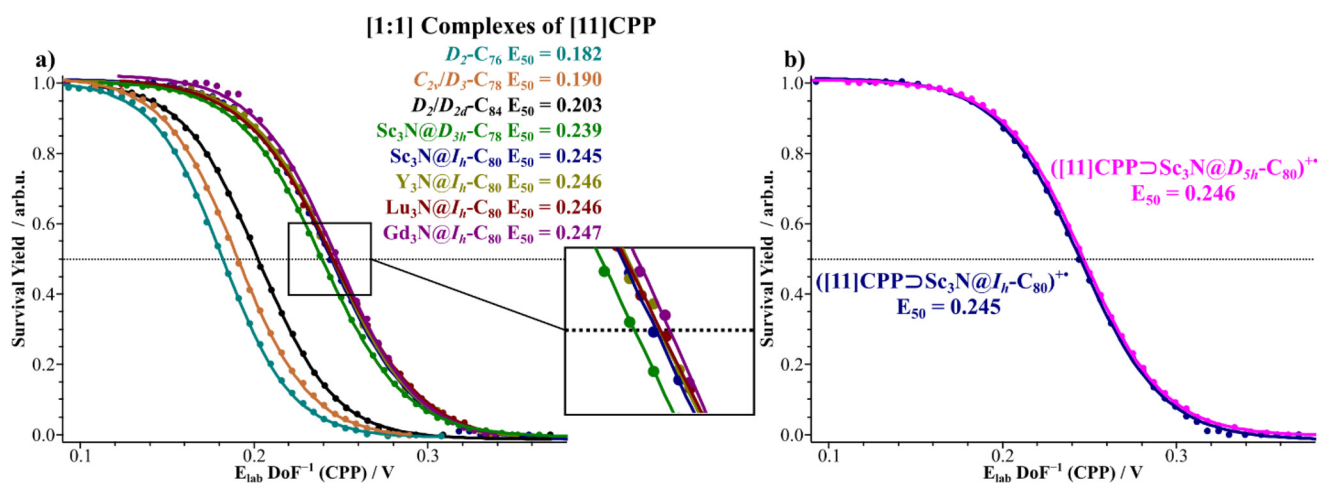 [1:1] Complexes of [11]CPP
a)
D₂-C₇₆ E₅₀ = 0.182
C₂ᵥ/D₃-C₇₈ E₅₀ = 0.190
D₂/D₂d-C₈₄ E₅₀ = 0.203
Sc₃N@D₃ₕ-C₇₈ E₅₀ = 0.239
Sc₃N@Iₕ-C₈₀ E₅₀ = 0.245
Y₃N@Iₕ-C₈₀ E₅₀ = 0.246
Lu₃N@Iₕ-C₈₀ E₅₀ = 0.246
Gd₃N@Iₕ-C₈₀ E₅₀ = 0.247
Survival Yield / arb.u.
1.0
0.8
0.6
0.4
0.2
0.0
0.1
0.2
0.3
E_lab DoF⁻¹ (CPP) / V
b)
([11]CPP⊃Sc₃N@D₅ₕ-C₈₀)⁺•
E₅₀ = 0.246
([11]CPP⊃Sc₃N@Iₕ-C₈₀)⁺•
E₅₀ = 0.245
Survival Yield / arb.u.
1.0
0.8
0.6
0.4
0.2
0.0
0.1
0.2
0.3
E_lab DoF⁻¹ (CPP) / V